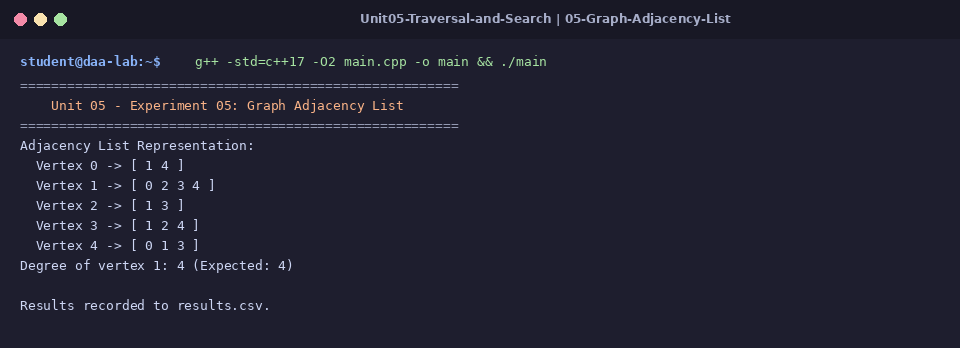 Unit05-Traversal-and-Search | 05-Graph-Adjacency-List
student@daa-lab:~$ g++ -std=c++17 -O2 main.cpp -o main && ./main
========================================================
    Unit 05 - Experiment 05: Graph Adjacency List
========================================================
Adjacency List Representation:
  Vertex 0 -> [ 1 4 ]
  Vertex 1 -> [ 0 2 3 4 ]
  Vertex 2 -> [ 1 3 ]
  Vertex 3 -> [ 1 2 4 ]
  Vertex 4 -> [ 0 1 3 ]
Degree of vertex 1: 4 (Expected: 4)
Results recorded to results.csv.